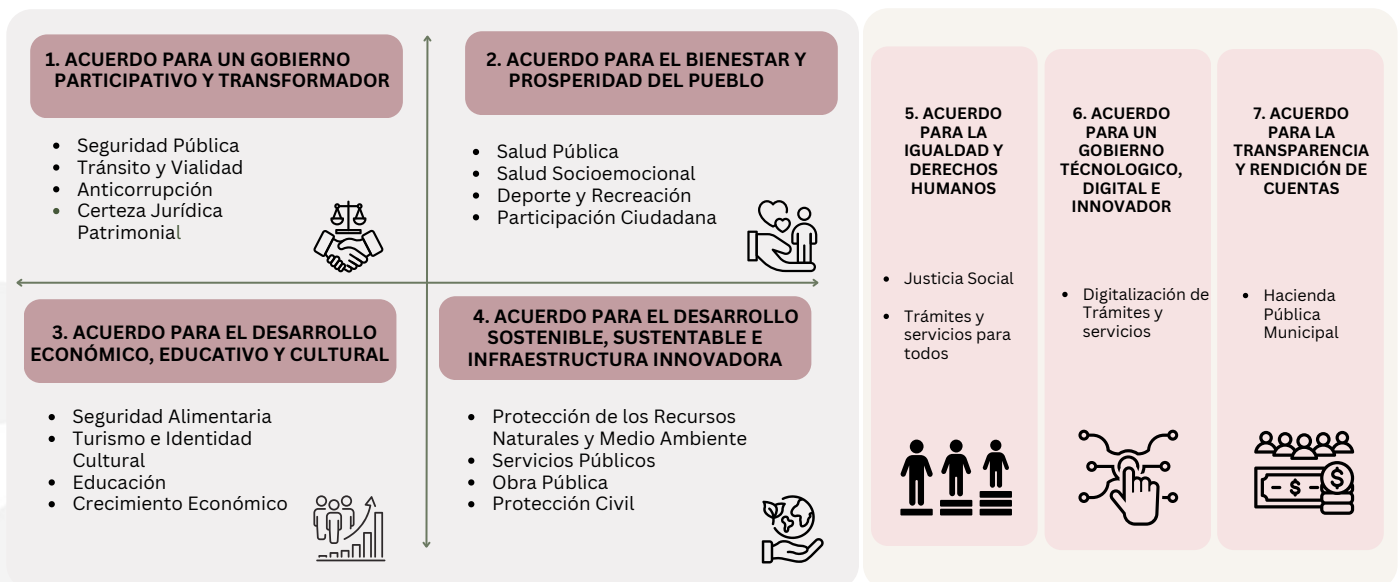 1. ACUERDO PARA UN GOBIERNO
PARTICIPATIVO Y TRANSFORMADOR
• Seguridad Pública
• Tránsito y Vialidad
• Anticorrupción
• Certeza Jurídica
Patrimonial
2. ACUERDO PARA EL BIENESTAR Y
PROSPERIDAD DEL PUEBLO
• Salud Pública
• Salud Socioemocional
• Deporte y Recreación
• Participación Ciudadana
3. ACUERDO PARA EL DESARROLLO
ECONÓMICO, EDUCATIVO Y CULTURAL
• Seguridad Alimentaria
• Turismo e Identidad
Cultural
• Educación
• Crecimiento Económico
4. ACUERDO PARA EL DESARROLLO
SOSTENIBLE, SUSTENTABLE E
INFRAESTRUCTURA INNOVADORA
• Protección de los Recursos
Naturales y Medio Ambiente
• Servicios Públicos
• Obra Pública
• Protección Civil
5. ACUERDO
PARA LA
IGUALDAD Y
DERECHOS
HUMANOS
• Justicia Social
• Trámites y
servicios para
todos
6. ACUERDO
PARA UN
GOBIERNO
TÉCNOLOGICO,
DIGITAL E
INNOVADOR
• Digitalización de
Trámites y
servicios
7. ACUERDO
PARA LA
TRANSPARENCIA
Y RENDICIÓN DE
CUENTAS
• Hacienda
Pública
Municipal
- $ -
$